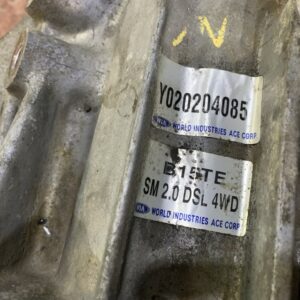 Y020204085
WORLD INDUSTRIES ACE CORP
B15TE
SM 2.0 DSL 4WD
WORLD INDUSTRIES ACE CORP